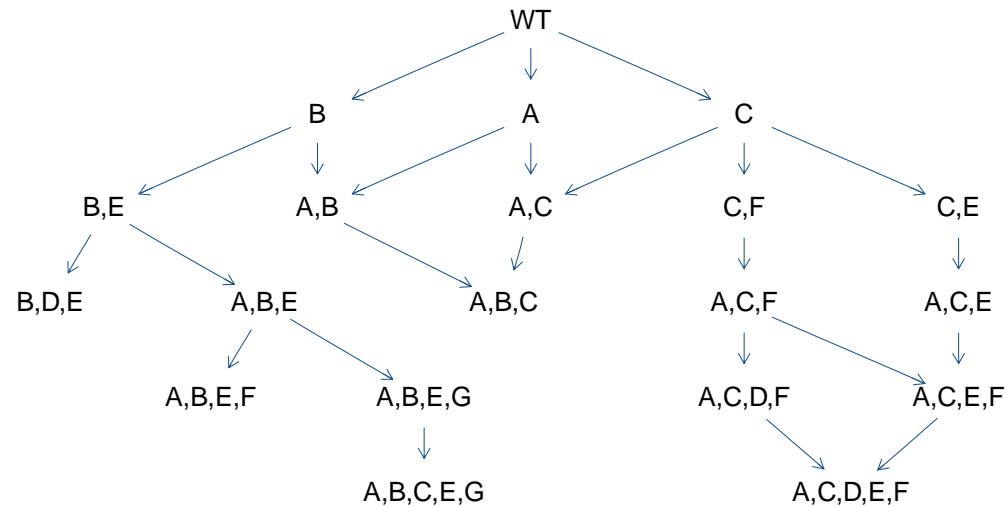 WT
B A C
B,E A,B A,C C,F C,E
B,D,E A,B,E A,B,C A,C,F A,C,E
A,B,E,F A,B,E,G A,C,D,F A,C,E,F
A,B,C,E,G A,C,D,E,F